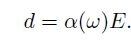 d = α(ω)E.